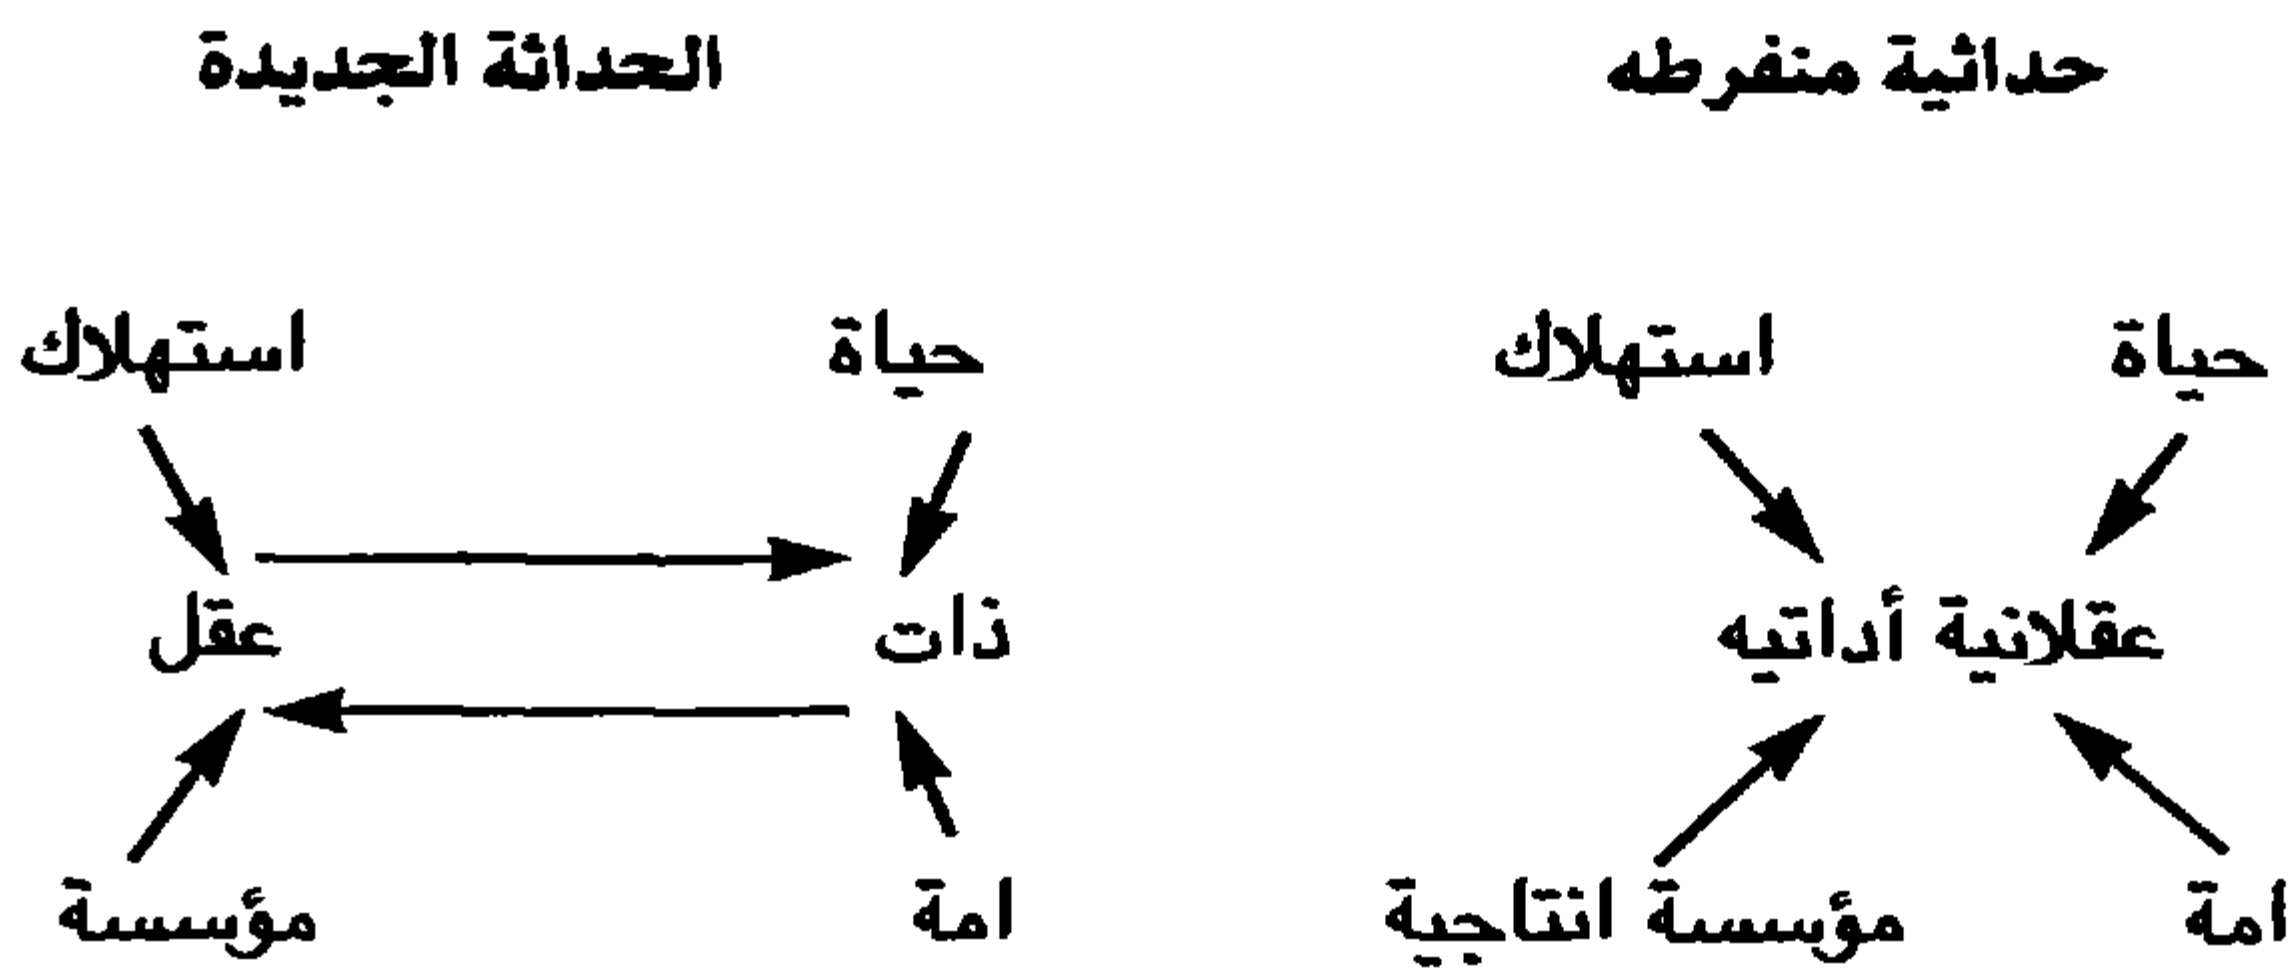 حداثية منفرطه
الحداثة الجديدة
حياة
استهلاك
عقلانية أداتيه
امة
مؤسسة انتاجية
حياة
استهلاك
ذات
عقل
امة
مؤسسة